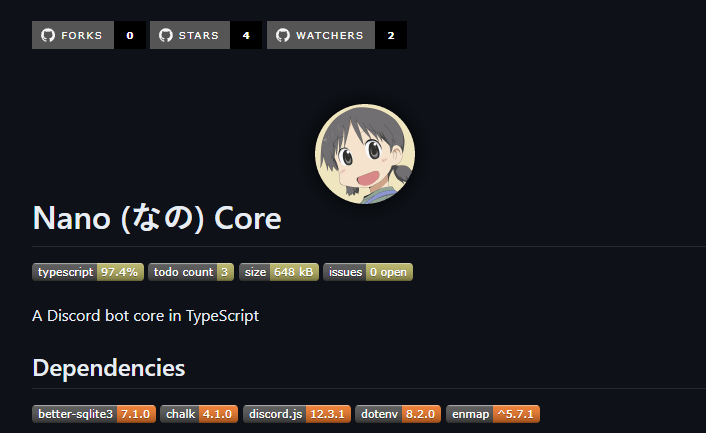 FORKS 0 STARS 4 WATCHERS 2
Nano (なの) Core
typescript 97.4% todo count 3 size 648 kB issues 0 open
A Discord bot core in TypeScript
Dependencies
better-sqlite3 7.1.0 chalk 4.1.0 discord.js 12.3.1 dotenv 8.2.0 enmap ^5.7.1